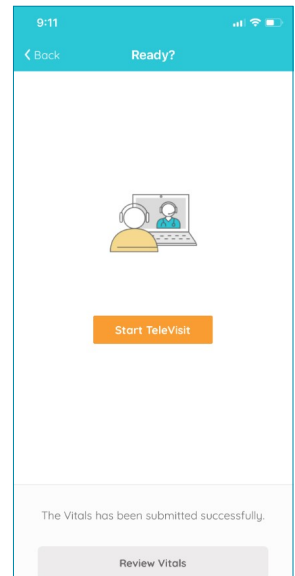 9:11
Back
Ready?
Start TeleVisit
The Vitals has been submitted successfully.
Review Vitals